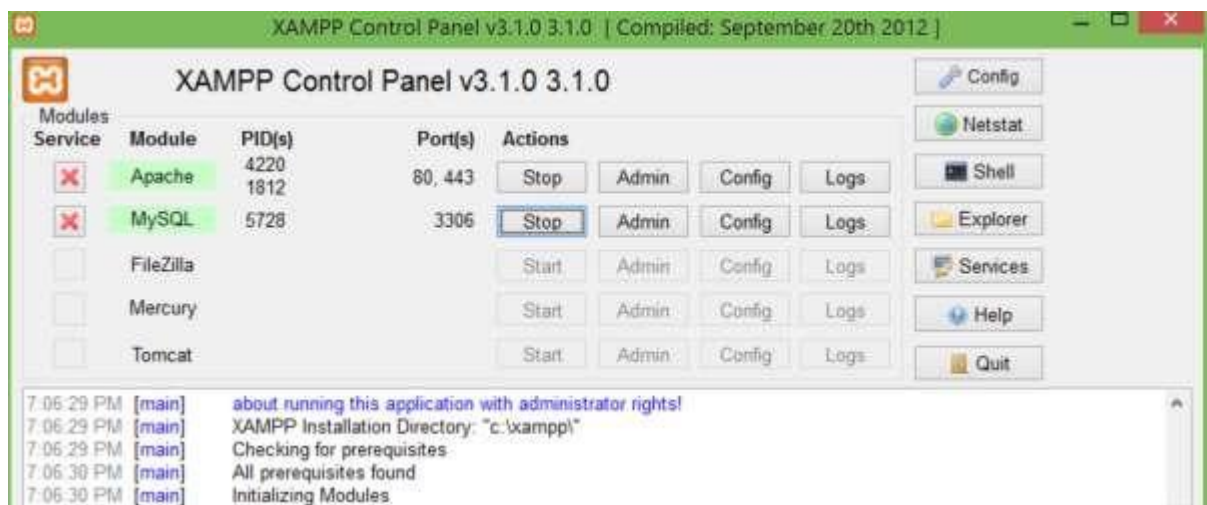 XAMPP Control Panel v3.1.0 3.1.0 [ Compiled: September 20th 2012 ]
XAMPP Control Panel v3.1.0 3.1.0
Config
Modules
Netstat
Service Module PID(s) Port(s) Actions
Apache 4220 1812 80, 443 Stop Admin Config Logs
Shell
MySQL 5728 3306 Stop Admin Config Logs
Explorer
FileZilla Start Admin Config Logs
Services
Mercury Start Admin Config Logs
Help
Tomcat Start Admin Config Logs
Quit
7:06:29 PM [main] about running this application with administrator rights!
7:06:29 PM [main] XAMPP Installation Directory: "c:\xampp\"
7:06:29 PM [main] Checking for prerequisites
7:06:30 PM [main] All prerequisites found
7:06:30 PM [main] Initializing Modules